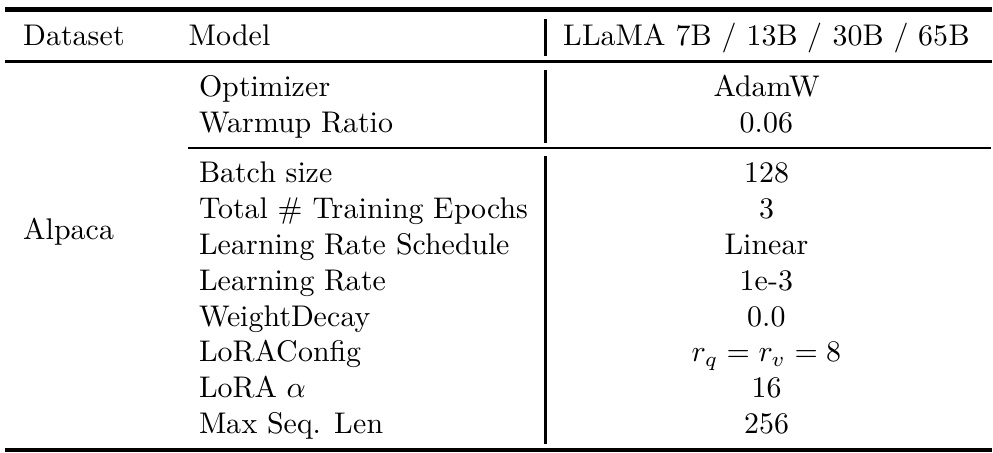 Dataset Model LLaMA 7B / 13B / 30B / 65B
Optimizer AdamW
Warmup Ratio 0.06
Batch size 128
Total # Training Epochs 3
Alpaca
Learning Rate Schedule Linear
Learning Rate 1e-3
WeightDecay 0.0
LoRAConfig r_q = r_v = 8
LoRA α 16
Max Seq. Len 256